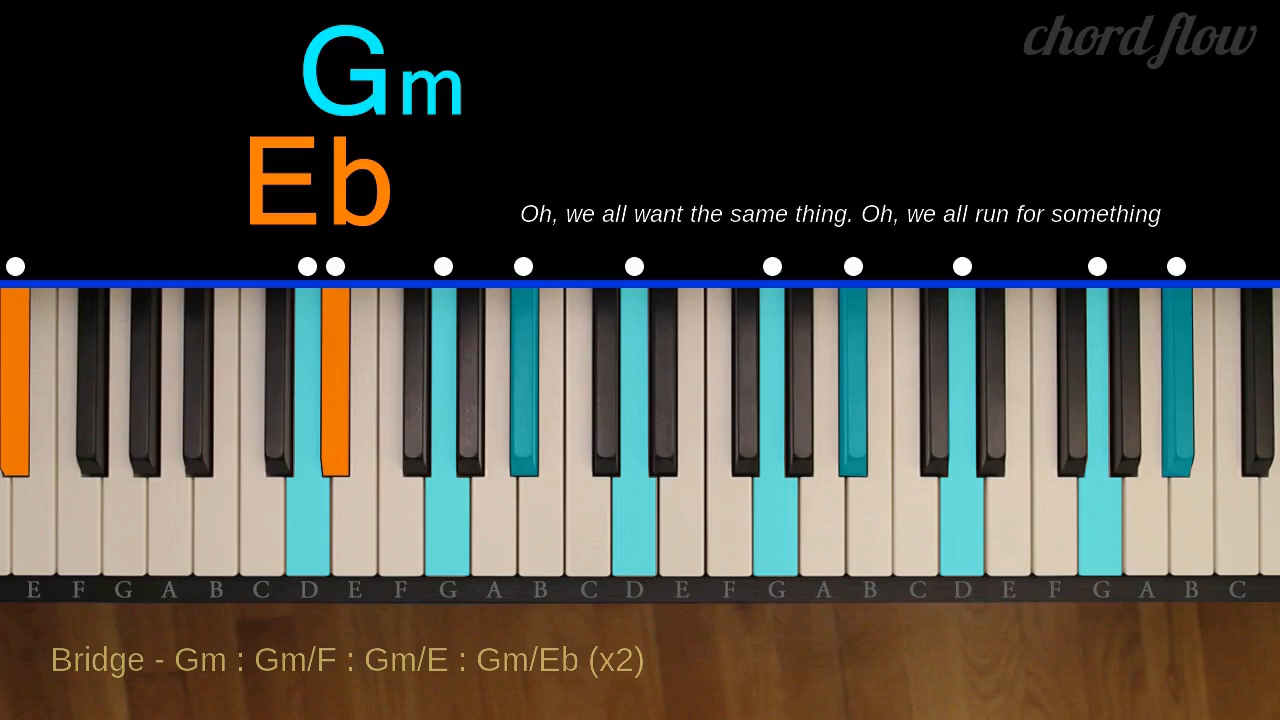 chord flow
Gm
Eb
Oh, we all want the same thing. Oh, we all run for something
E F G A B C D E F G A B C D E F G A B C D E F G A B C
Bridge - Gm : Gm/F : Gm/E : Gm/Eb (x2)